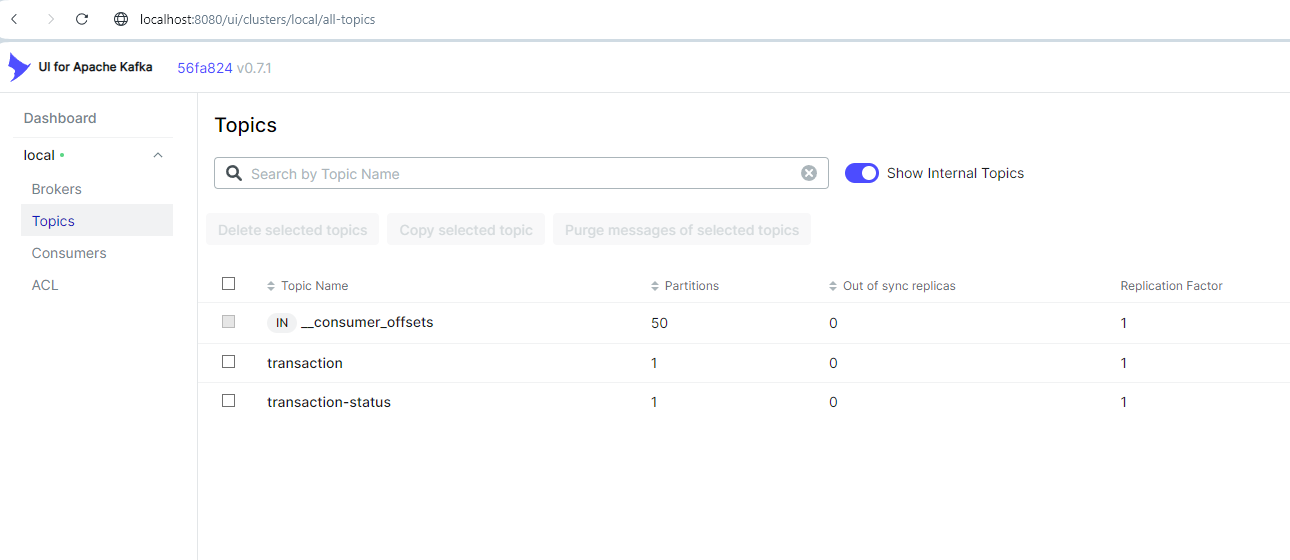 localhost:8080/ui/clusters/local/all-topics
UI for Apache Kafka 56fa824 v0.7.1
Dashboard
local
Brokers
Topics
Consumers
ACL
Topics
Search by Topic Name
Show Internal Topics
Delete selected topics Copy selected topic Purge messages of selected topics
Topic Name Partitions Out of sync replicas Replication Factor
IN __consumer_offsets 50 0 1
transaction 1 0 1
transaction-status 1 0 1